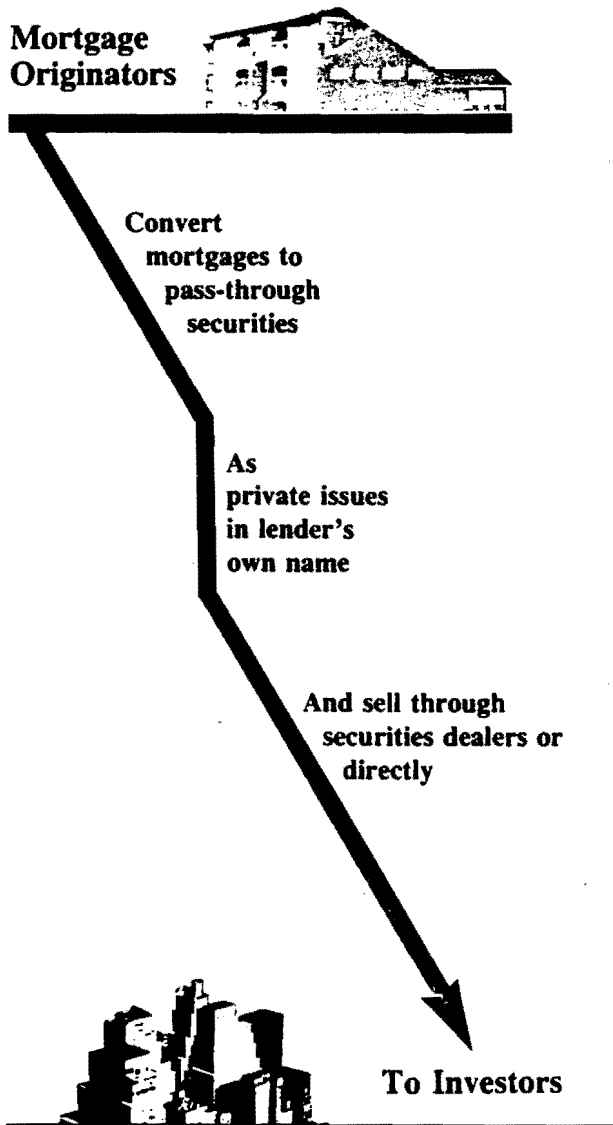 Mortgage
Originators
Convert
mortgages to
pass-through
securities
As
private issues
in lender's
own name
And sell through
securities dealers or
directly
To Investors